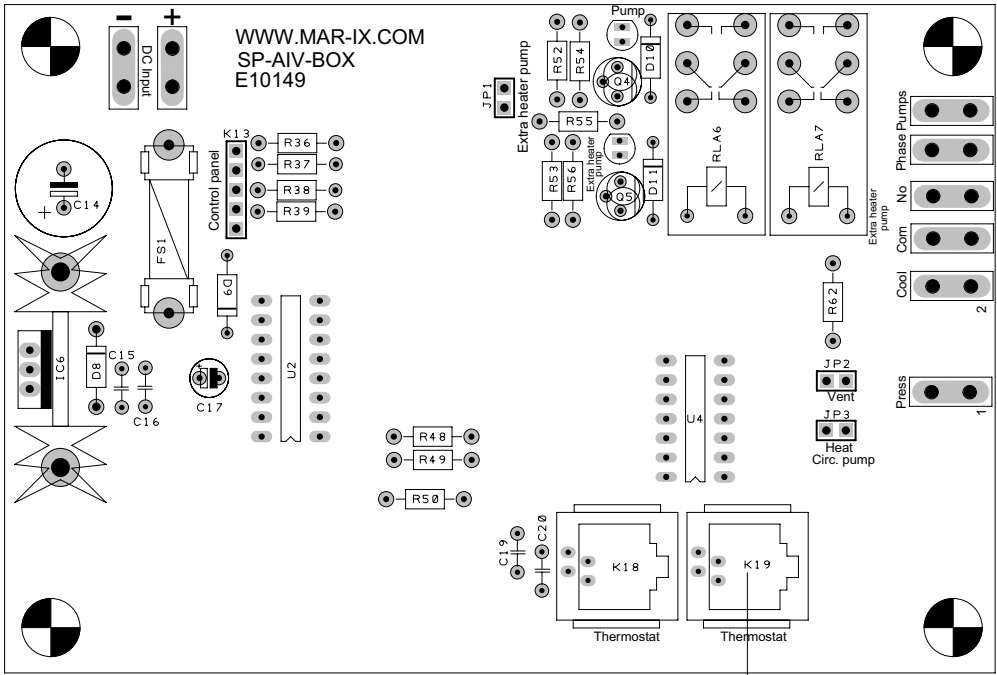 −
+
DC Input
WWW.MAR-IX.COM
SP-AIV-BOX
E10149
Pump
R52
R54
D10
Q4
JP1
Extra heater pump
R55
RLA6
RLA7
Phase Pumps
K13
Control panel
R36
R37
R38
R39
C14
FS1
R53
R56
Extra heater
pump
Q5
D11
Extra heater
pump
No
Com
Cool
2
D9
R62
U2
IC6
D8
C15
C16
C17
U4
JP2
Vent
JP3
Heat
Circ. pump
Press
1
R48
R49
R50
C19
C20
K18
K19
Thermostat
Thermostat